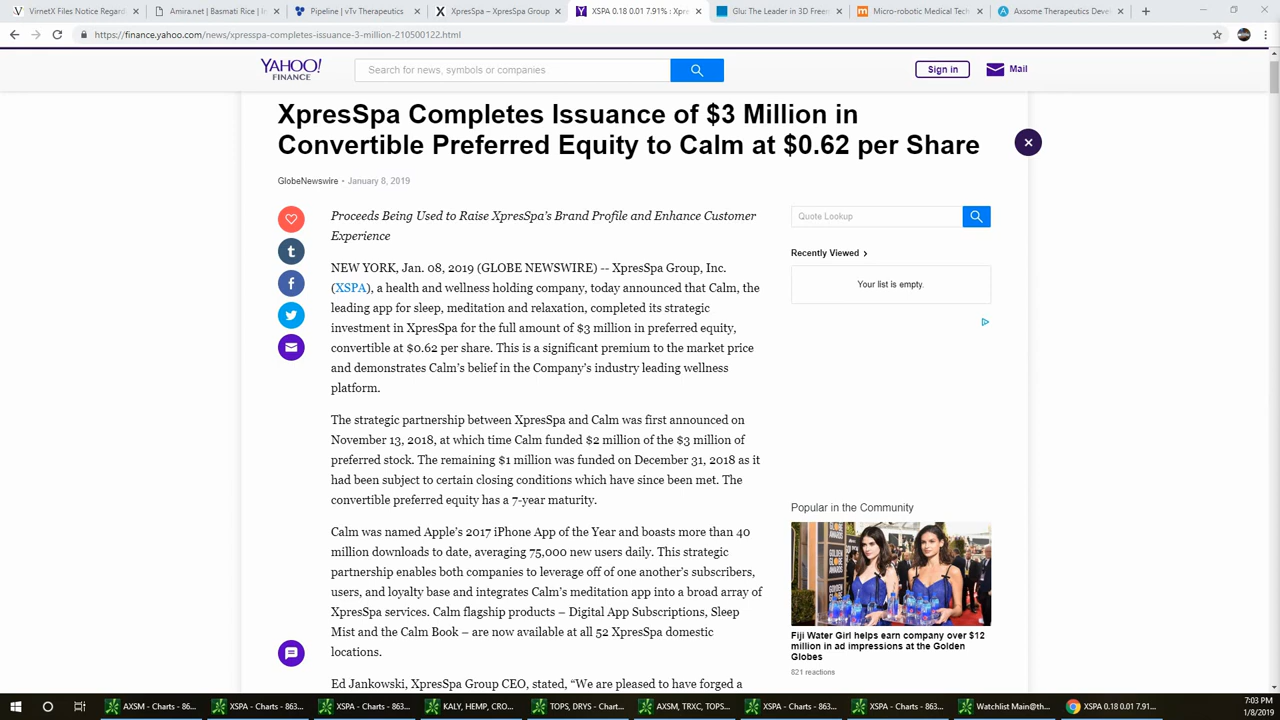 VirnetX Files Notice Regard
Amira.net | Basmati Rice | In
Pipeline | vTv Therapeutics
XpresSpa – XpresSpa Group
XSPA 0.18 0.01 7.91% : Xpre
Glu: The Leader in 3D Freem
Micro-robotic Medical Tech
Axsome Therapeutics Devel
https://finance.yahoo.com/news/xpresspa-completes-issuance-3-million-210500122.html
YAHOO!
FINANCE
Search for news, symbols or companies
Sign in
Mail
XpresSpa Completes Issuance of $3 Million in
Convertible Preferred Equity to Calm at $0.62 per Share
GlobeNewswire • January 8, 2019
Proceeds Being Used to Raise XpresSpa's Brand Profile and Enhance Customer
Experience
NEW YORK, Jan. 08, 2019 (GLOBE NEWSWIRE) -- XpresSpa Group, Inc.
(XSPA), a health and wellness holding company, today announced that Calm, the
leading app for sleep, meditation and relaxation, completed its strategic
investment in XpresSpa for the full amount of $3 million in preferred equity,
convertible at $0.62 per share. This is a significant premium to the market price
and demonstrates Calm's belief in the Company's industry leading wellness
platform.
The strategic partnership between XpresSpa and Calm was first announced on
November 13, 2018, at which time Calm funded $2 million of the $3 million of
preferred stock. The remaining $1 million was funded on December 31, 2018 as it
had been subject to certain closing conditions which have since been met. The
convertible preferred equity has a 7-year maturity.
Calm was named Apple's 2017 iPhone App of the Year and boasts more than 40
million downloads to date, averaging 75,000 new users daily. This strategic
partnership enables both companies to leverage off of one another's subscribers,
users, and loyalty base and integrates Calm's meditation app into a broad array of
XpresSpa services. Calm flagship products – Digital App Subscriptions, Sleep
Mist and the Calm Book – are now available at all 52 XpresSpa domestic
locations.
Ed Jankowski, XpresSpa Group CEO, stated, "We are pleased to have forged a
Quote Lookup
Recently Viewed
Your list is empty.
Popular in the Community
Fiji Water Girl helps earn company over $12
million in ad impressions at the Golden
Globes
821 reactions
AXSM - Charts - 86...
XSPA - Charts - 863...
XSPA - Charts - 863...
KALY, HEMP, CRO...
TOPS, DRYS - Chart...
AXSM, TRXC, TOPS...
XSPA - Charts - 863...
XSPA - Charts - 863...
Watchlist Main@th...
XSPA 0.18 0.01 7.91...
7:03 PM
1/8/2019